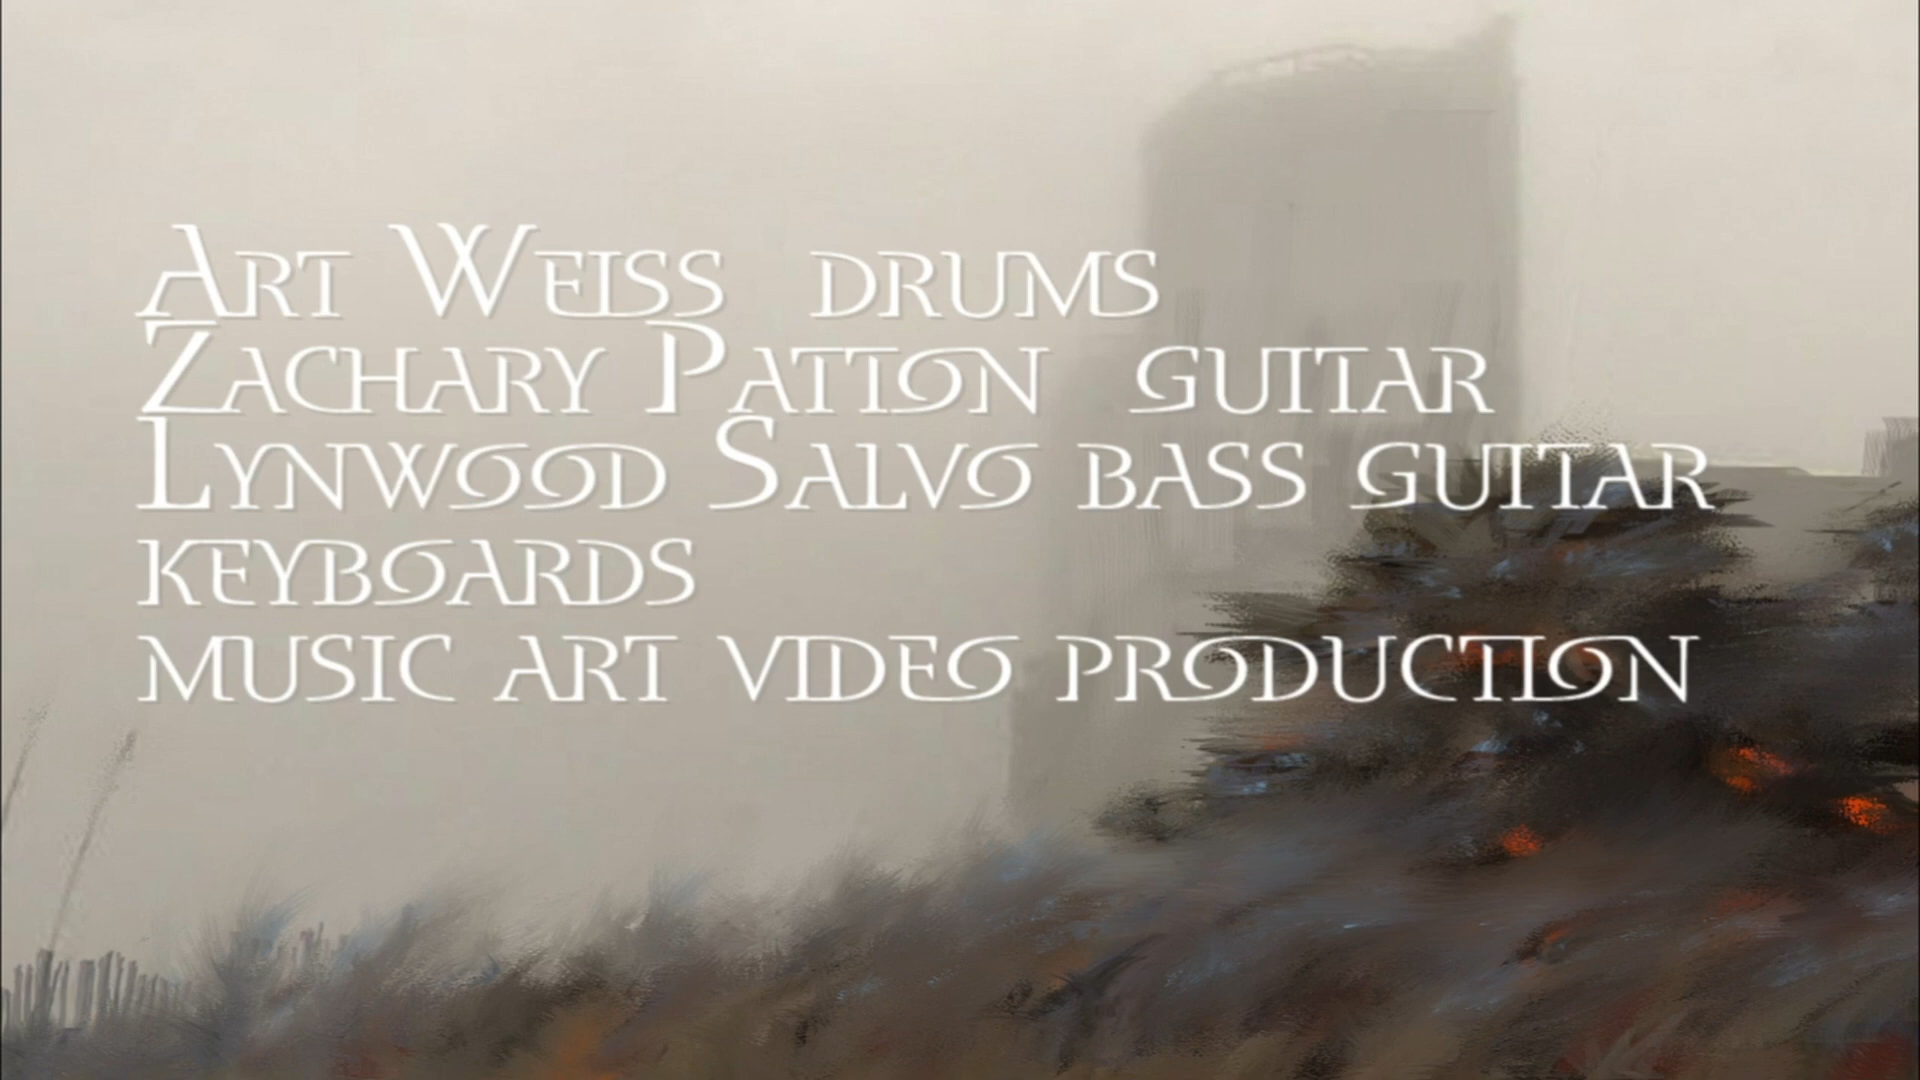 Art Weiss drums
Zachary Patton guitar
Lynwood Salvo bass guitar
keyboards
music art video production